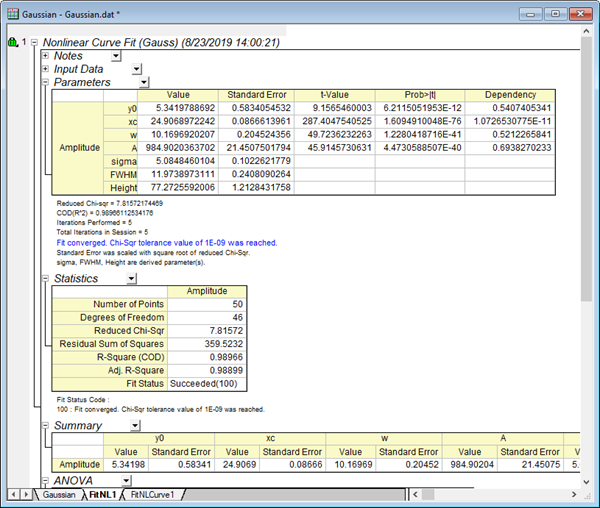 Gaussian - Gaussian.dat *
1 Nonlinear Curve Fit (Gauss) (8/23/2019 14:00:21)
Notes
Input Data
Parameters
Value Standard Error t-Value Prob>|t| Dependency
Amplitude y0 5.3419788692 0.5834054532 9.1565460003 6.2115051953E-12 0.5407405341
xc 24.9068972242 0.0866613961 287.4047540525 1.6094910048E-76 1.0726530775E-11
w 10.1696920207 0.204524356 49.7236232263 1.2280418716E-41 0.5212265841
A 984.9020363702 21.4507501794 45.9145730631 4.4730588507E-40 0.6938270233
sigma 5.0848460104 0.1022621779
FWHM 11.9738973111 0.2408090264
Height 77.2725592006 1.2128431758
Reduced Chi-sqr = 7.81572174469
COD(R^2) = 0.98966112534176
Iterations Performed = 5
Total Iterations in Session = 5
Fit converged. Chi-Sqr tolerance value of 1E-09 was reached.
Standard Error was scaled with square root of reduced Chi-Sqr.
sigma, FWHM, Height are derived parameter(s).
Statistics
Amplitude
Number of Points 50
Degrees of Freedom 46
Reduced Chi-Sqr 7.81572
Residual Sum of Squares 359.5232
R-Square (COD) 0.98966
Adj. R-Square 0.98899
Fit Status Succeeded(100)
Fit Status Code :
100 : Fit converged. Chi-Sqr tolerance value of 1E-09 was reached.
Summary
y0 xc w A
Value Standard Error Value Standard Error Value Standard Error Value Standard Error Value
Amplitude 5.34198 0.58341 24.9069 0.08666 10.16969 0.20452 984.90204 21.45075 5.
ANOVA
Gaussian FitNL1 FitNLCurve1